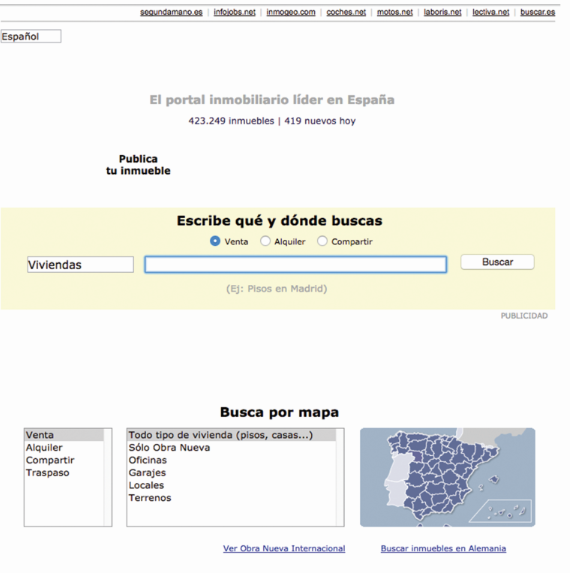 segundamano.es | infojobs.net | inmogeo.com | coches.net | motos.net | laboris.net | lectiva.net | buscar.es
Español
El portal inmobiliario líder en España
423.249 inmuebles | 419 nuevos hoy
Publica
tu inmueble
Escribe qué y dónde buscas
Venta Alquiler Compartir
Viviendas Buscar
(Ej: Pisos en Madrid)
PUBLICIDAD
Busca por mapa
Venta
Alquiler
Compartir
Traspaso
Todo tipo de vivienda (pisos, casas...)
Sólo Obra Nueva
Oficinas
Garajes
Locales
Terrenos
Ver Obra Nueva Internacional Buscar inmuebles en Alemania